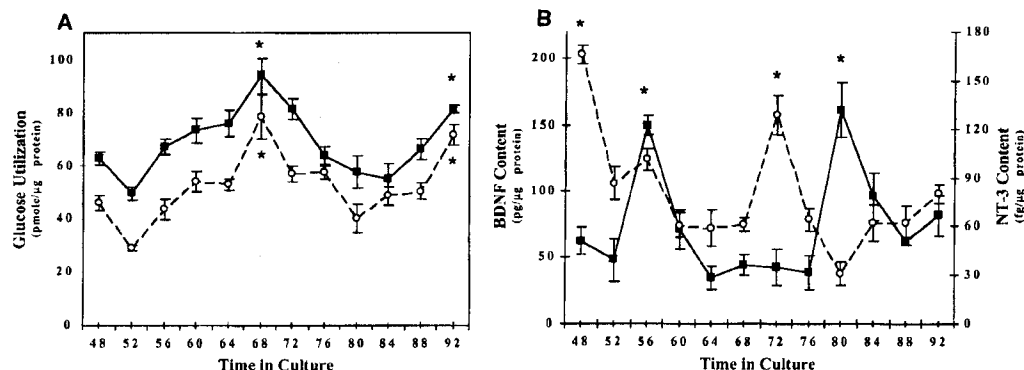 A
*
*
*
*
100
80
60
40
20
0
Glucose Utilization
(pmole/µg protein)
48 52 56 60 64 68 72 76 80 84 88 92
Time in Culture
B
*
*
*
*
200
150
100
50
0
BDNF Content
(pg/µg protein)
180
150
120
90
60
30
0
NT-3 Content
(fg/µg protein)
48 52 56 60 64 68 72 76 80 84 88 92
Time in Culture